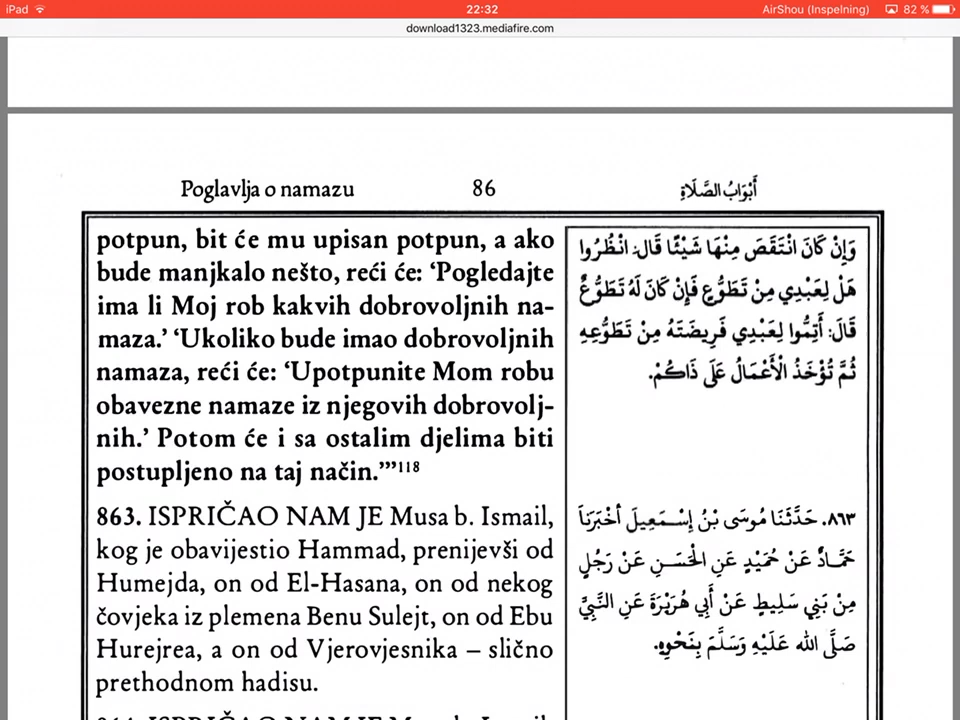 iPad 22:32 AirShou (Inspelning) 82 %
download1323.mediafire.com
Poglavlja o namazu 86 أَبْوَابُ الصَّلَاةِ
potpun, bit će mu upisan potpun, a ako
bude manjkalo nešto, reći će: ‘Pogledajte
ima li Moj rob kakvih dobrovoljnih na-
maza.’ ‘Ukoliko bude imao dobrovoljnih
namaza, reći će: ‘Upotpunite Mom robu
obavezne namaze iz njegovih dobrovolj-
nih.’ Potom će i sa ostalim djelima biti
postupljeno na taj način.’”118
863. ISPRIČAO NAM JE Musa b. Ismail,
kog je obavijestio Hammad, prenijevši od
Humejda, on od El-Hasana, on od nekog
čovjeka iz plemena Benu Sulejt, on od Ebu
Hurejrea, a on od Vjerovjesnika – slično
prethodnom hadisu.
وَإِنْ كَانَ انْتَقَصَ مِنْهَا شَيْئًا قَالَ: انْظُرُوا
هَلْ لِعَبْدِي مِنْ تَطَوُّعٍ فَإِنْ كَانَ لَهُ تَطَوُّعٌ
قَالَ: أَتِمُّوا لِعَبْدِي فَرِيضَتَهُ مِنْ تَطَوُّعِهِ
ثُمَّ تُؤْخَذُ الْأَعْمَالُ عَلَى ذَاكُمْ.
٨٦٣. حَدَّثَنَا مُوسَى بْنُ إِسْمَعِيلَ أَخْبَرَنَا
حَمَّادٌ عَنْ حُمَيْدٍ عَنِ الْحَسَنِ عَنْ رَجُلٍ
مِنْ بَنِي سَلِيطٍ عَنْ أَبِي هُرَيْرَةَ عَنِ النَّبِيِّ
صَلَّى الله عَلَيْهِ وَسَلَّمَ بِنَحْوِهِ.